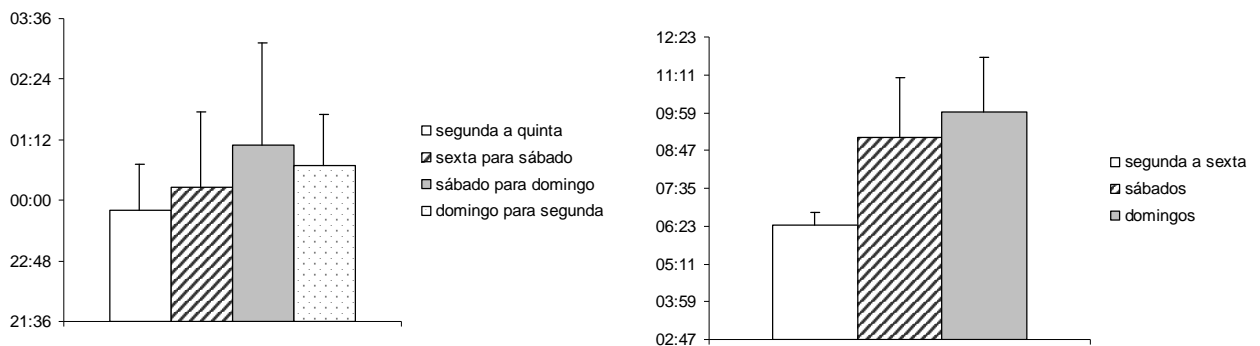 03:36
02:24
01:12
00:00
22:48
21:36
segunda a quinta
sexta para sábado
sábado para domingo
domingo para segunda
12:23
11:11
09:59
08:47
07:35
06:23
05:11
03:59
02:47
segunda a sexta
sábados
domingos